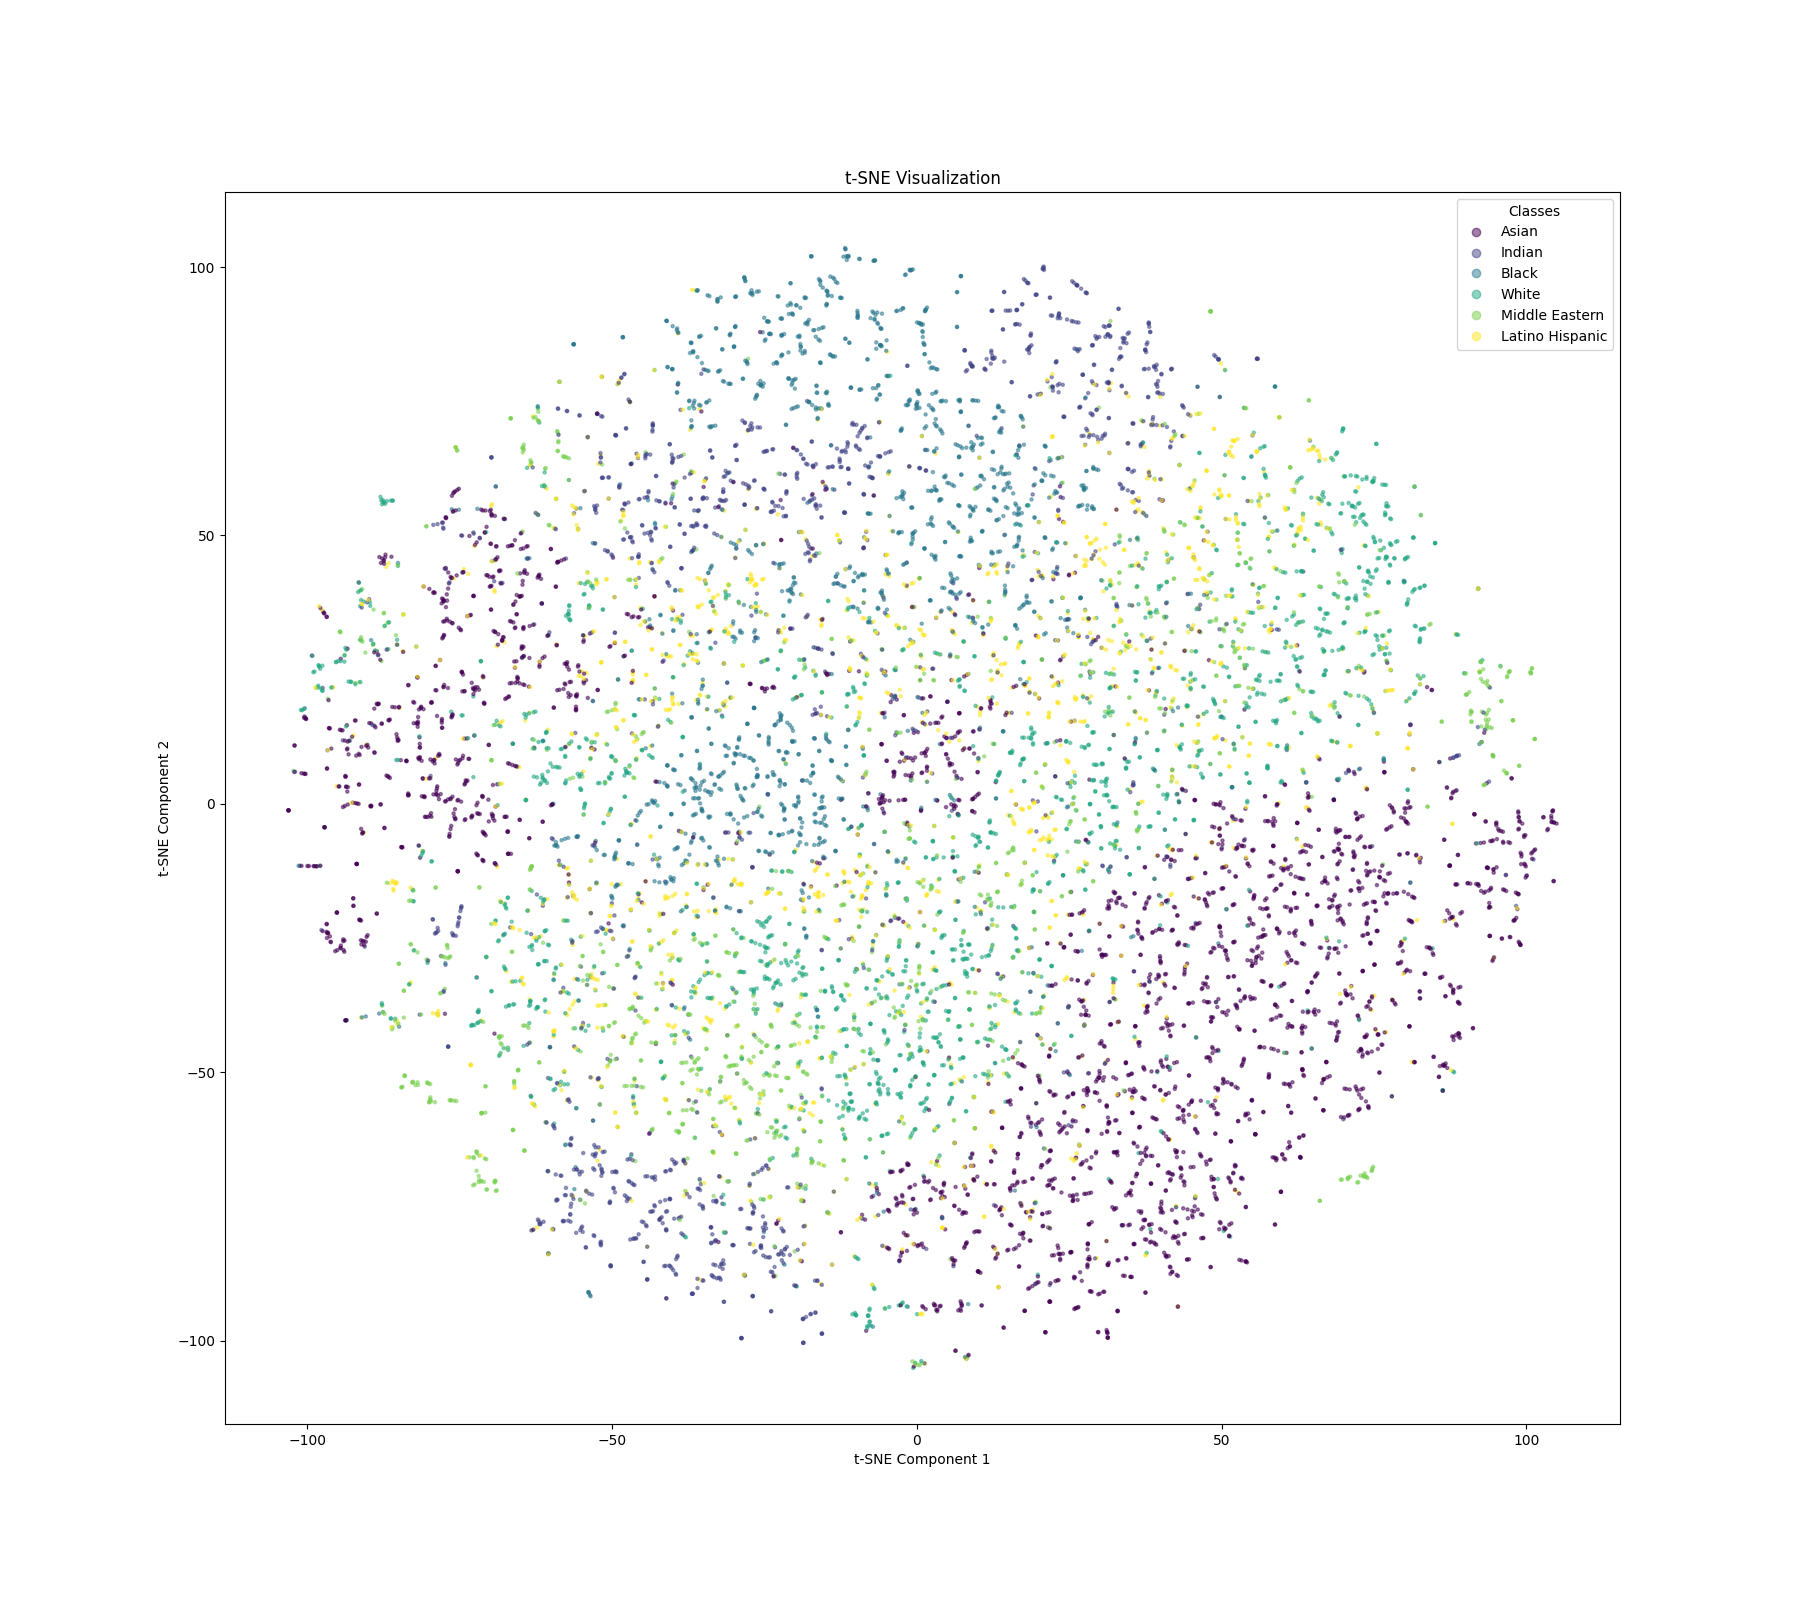 t-SNE Visualization
Classes
Asian
Indian
Black
White
Middle Eastern
Latino Hispanic
100
50
0
−50
−100
t-SNE Component 2
−100
−50
0
50
100
t-SNE Component 1